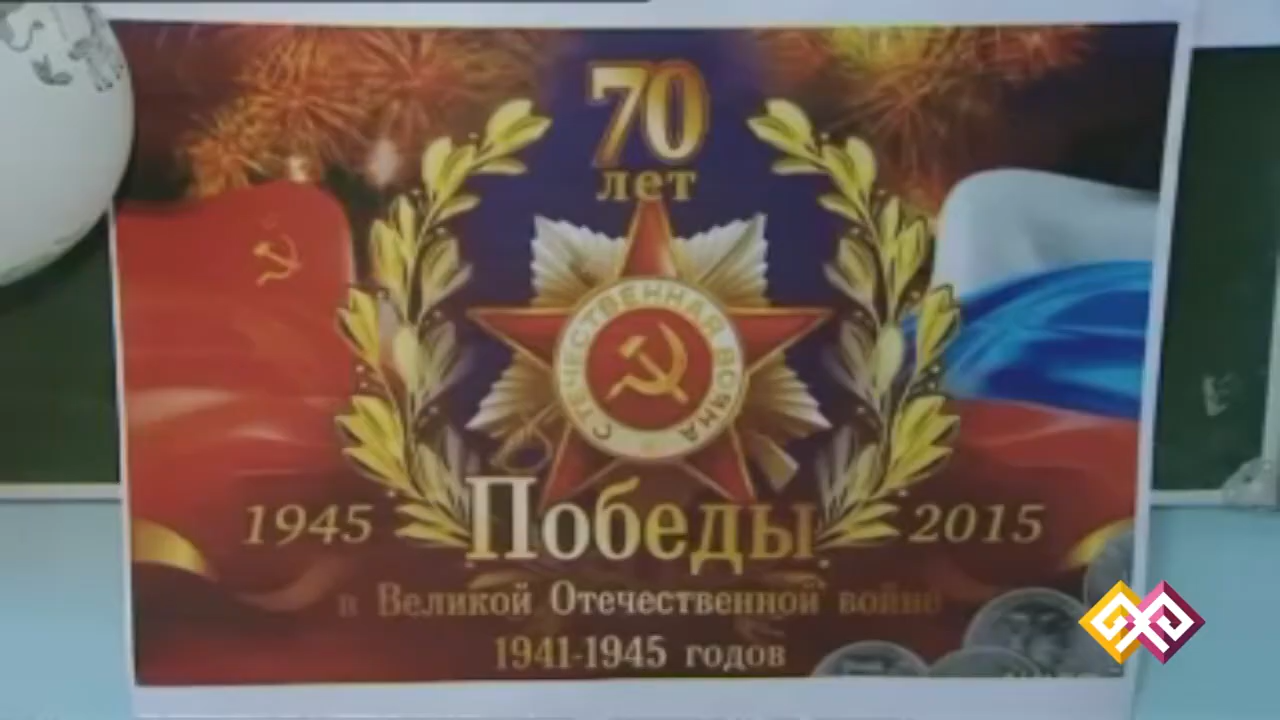 70
лет
ОТЕЧЕСТВЕННАЯ ВОЙНА
1945
Победы
2015
в Великой Отечественной войне
1941-1945 годов